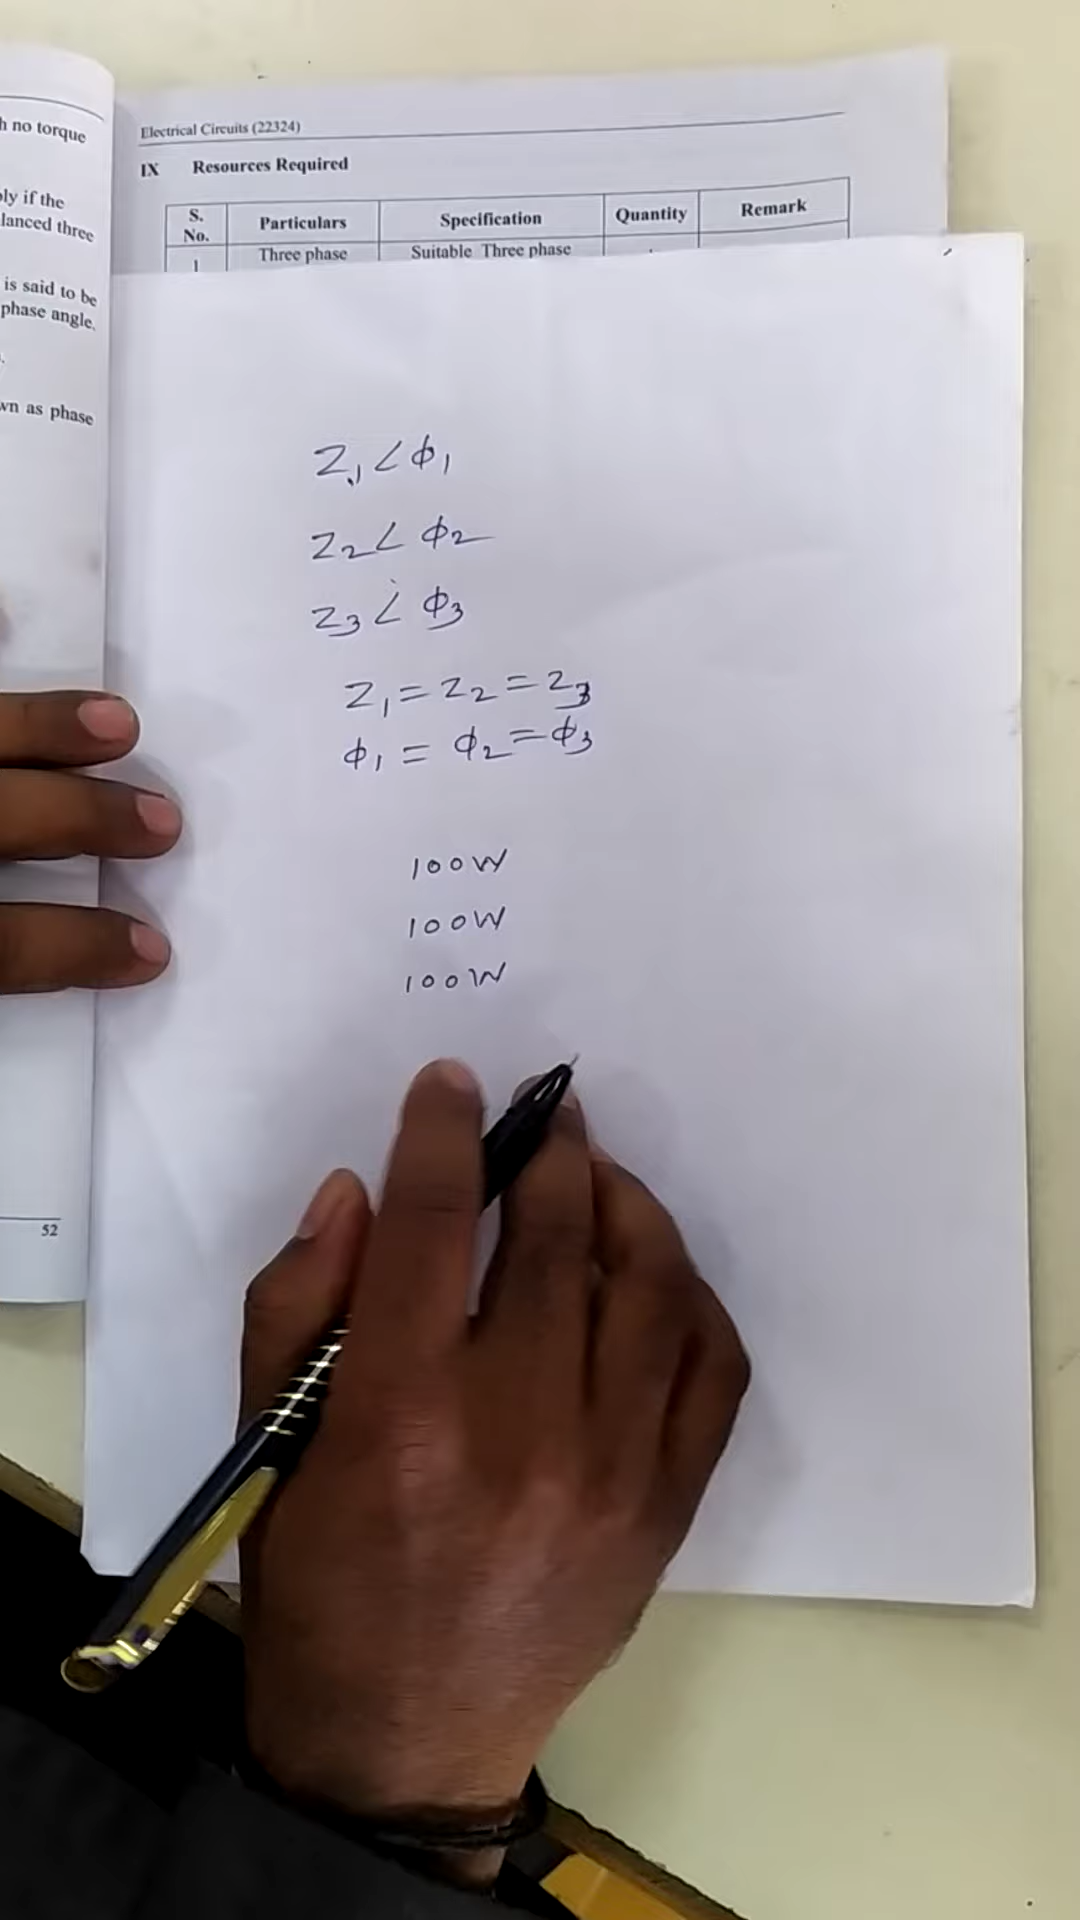 h no torque
ly if the
lanced three
is said to be
phase angle.
wn as phase
52
Electrical Circuits (22324)
IX Resources Required
S. No. Particulars Specification Quantity Remark
1 Three phase Suitable Three phase
Z1 ∠ ϕ1
Z2 ∠ ϕ2
Z3 ∠ ϕ3
Z1 = Z2 = Z3
ϕ1 = ϕ2 = ϕ3
100W
100W
100W